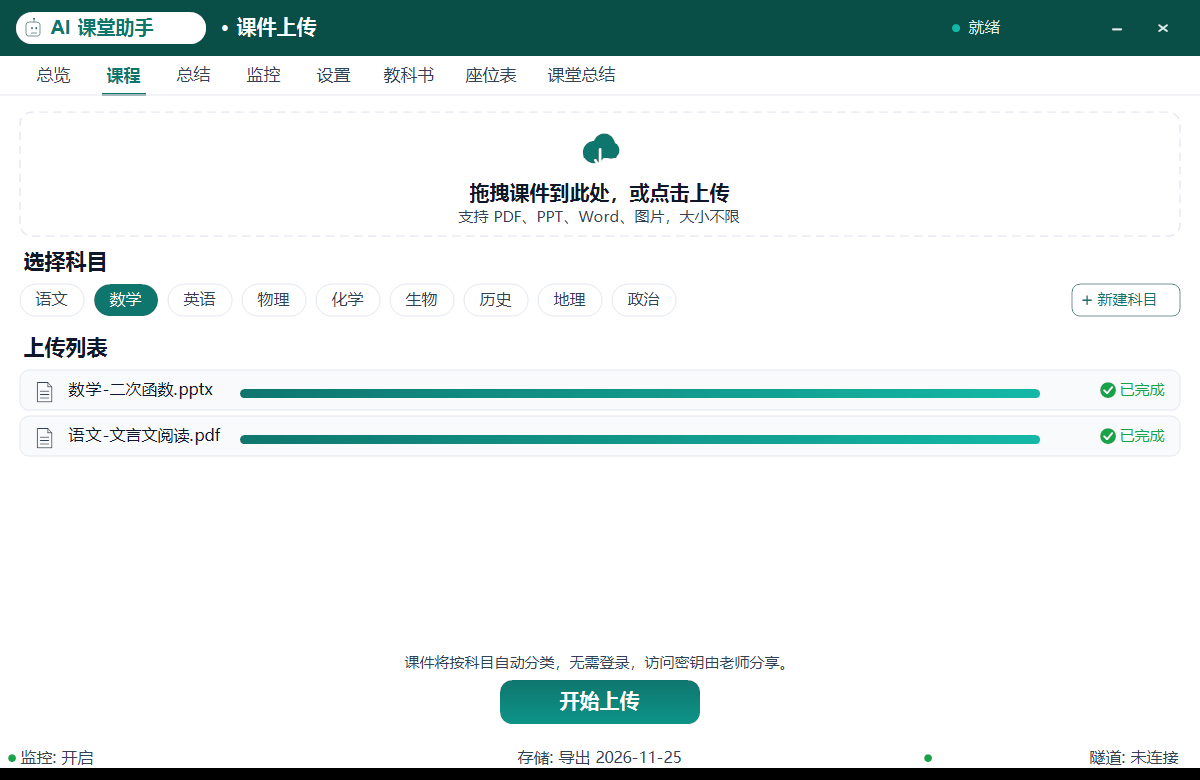 AI 课堂助手 • 课件上传 就绪
总览 课程 总结 监控 设置 教科书 座位表 课堂总结
拖拽课件到此处，或点击上传
支持 PDF、PPT、Word、图片，大小不限
选择科目
语文 数学 英语 物理 化学 生物 历史 地理 政治 + 新建科目
上传列表
数学-二次函数.pptx 已完成
语文-文言文阅读.pdf 已完成
课件将按科目自动分类，无需登录，访问密钥由老师分享。
开始上传
监控: 开启 存储: 导出 2026-11-25 隧道: 未连接